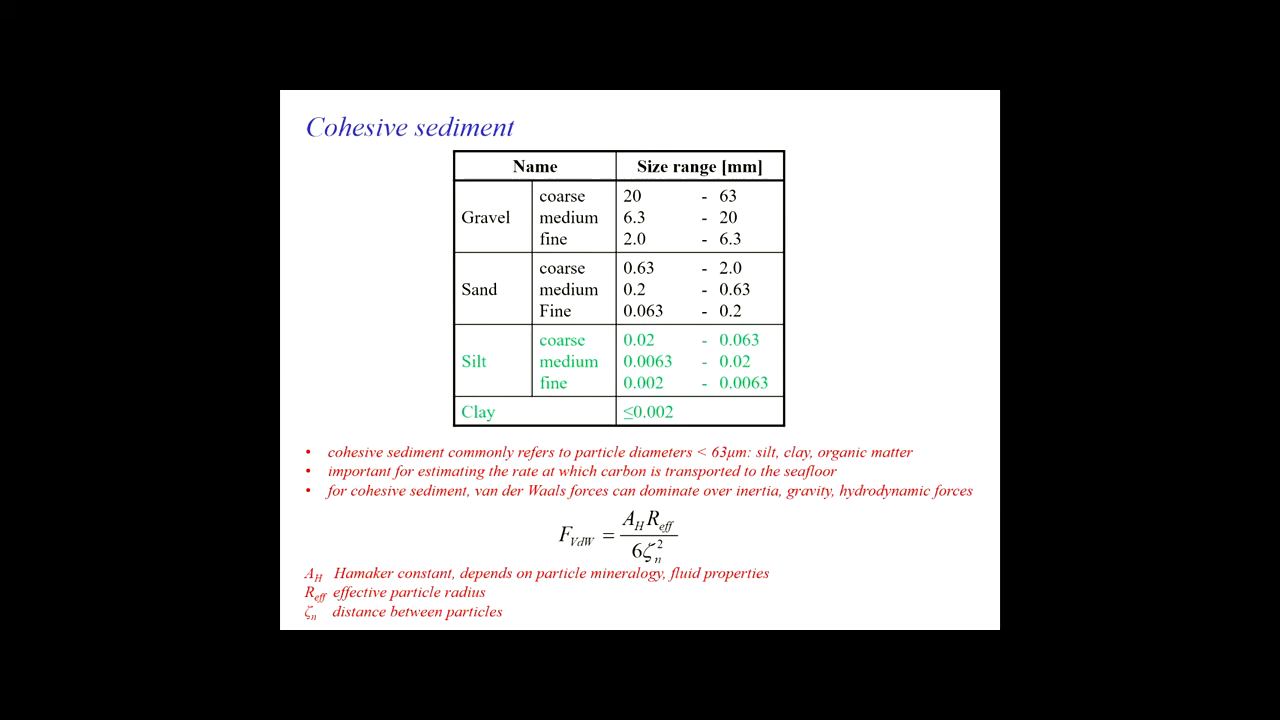 Cohesive sediment
Name Size range [mm]
coarse 20 - 63
Gravel medium 6.3 - 20
fine 2.0 - 6.3
coarse 0.63 - 2.0
Sand medium 0.2 - 0.63
Fine 0.063 - 0.2
coarse 0.02 - 0.063
Silt medium 0.0063 - 0.02
fine 0.002 - 0.0063
Clay ≤0.002
• cohesive sediment commonly refers to particle diameters < 63μm: silt, clay, organic matter
• important for estimating the rate at which carbon is transported to the seafloor
• for cohesive sediment, van der Waals forces can dominate over inertia, gravity, hydrodynamic forces
F_VdW = A_H R_eff / 6ζ_n^2
A_H Hamaker constant, depends on particle mineralogy, fluid properties
R_eff effective particle radius
ζ_n distance between particles